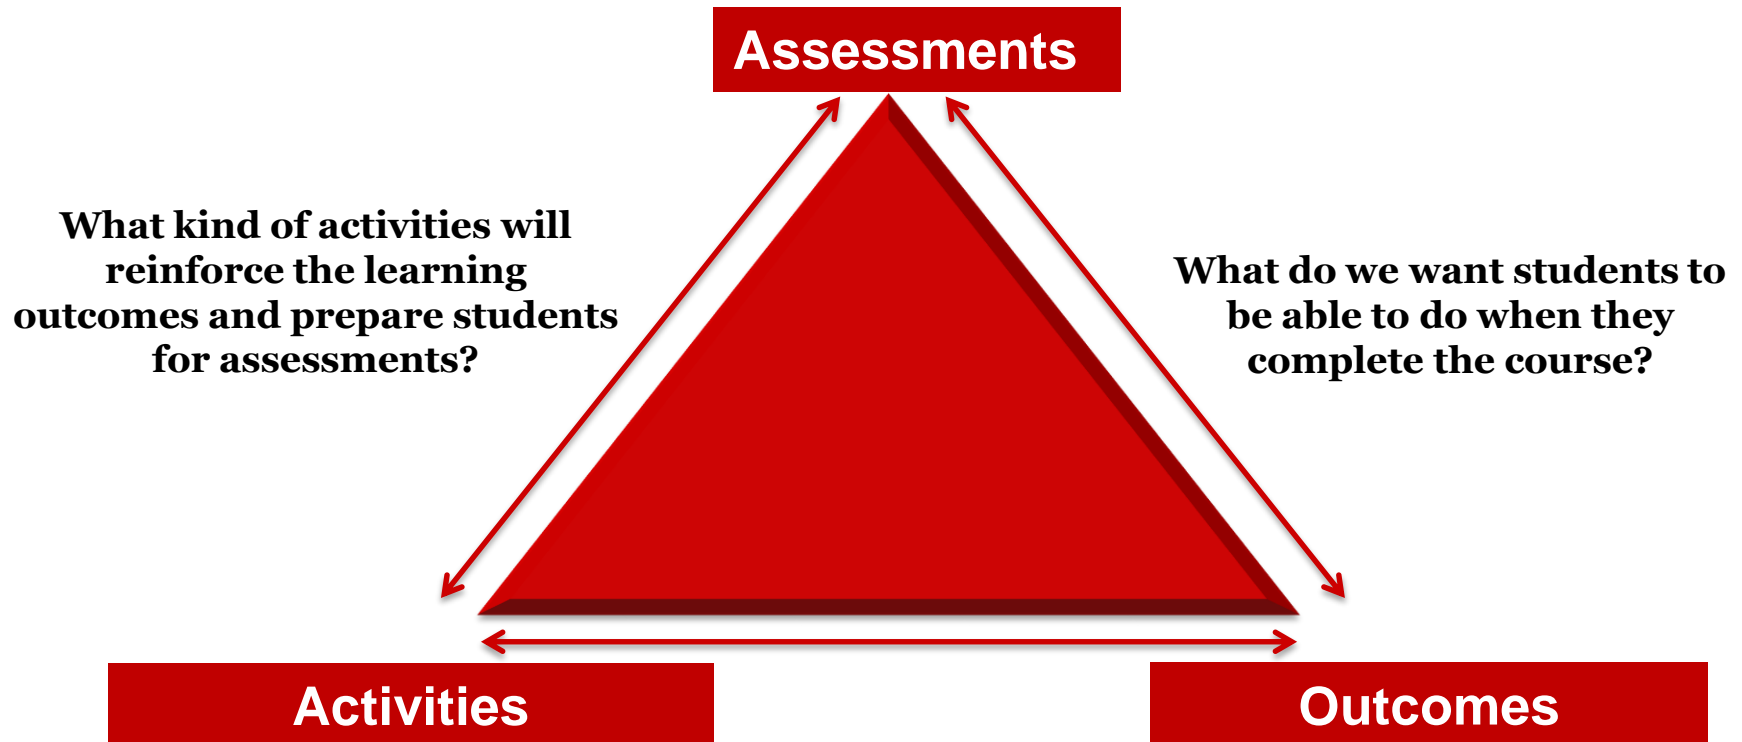 Assessments
What kind of activities will
reinforce the learning
outcomes and prepare students
for assessments?
What do we want students to
be able to do when they
complete the course?
Activities
Outcomes